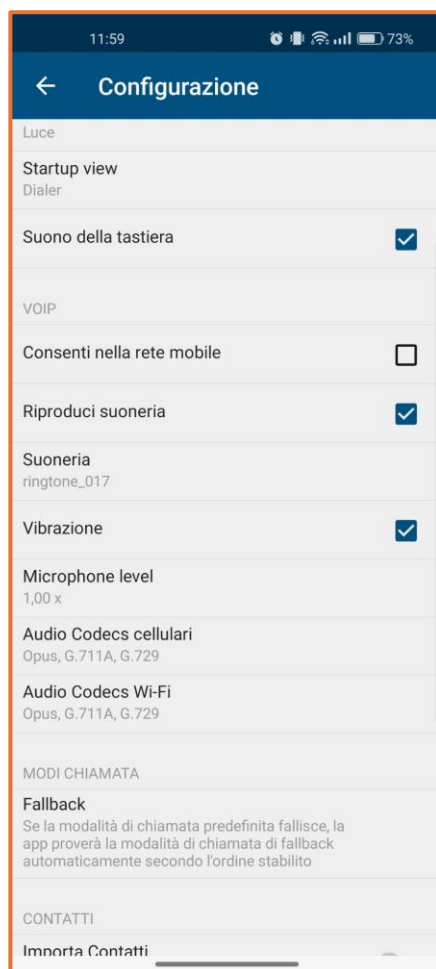 11:59
73%
Configurazione
Luce
Startup view
Dialer
Suono della tastiera
VOIP
Consenti nella rete mobile
Riproduci suoneria
Suoneria
ringtone_017
Vibrazione
Microphone level
1,00 x
Audio Codecs cellulari
Opus, G.711A, G.729
Audio Codecs Wi-Fi
Opus, G.711A, G.729
MODI CHIAMATA
Fallback
Se la modalità di chiamata predefinita fallisce, la
app proverà la modalità di chiamata di fallback
automaticamente secondo l'ordine stabilito
CONTATTI
Importa Contatti